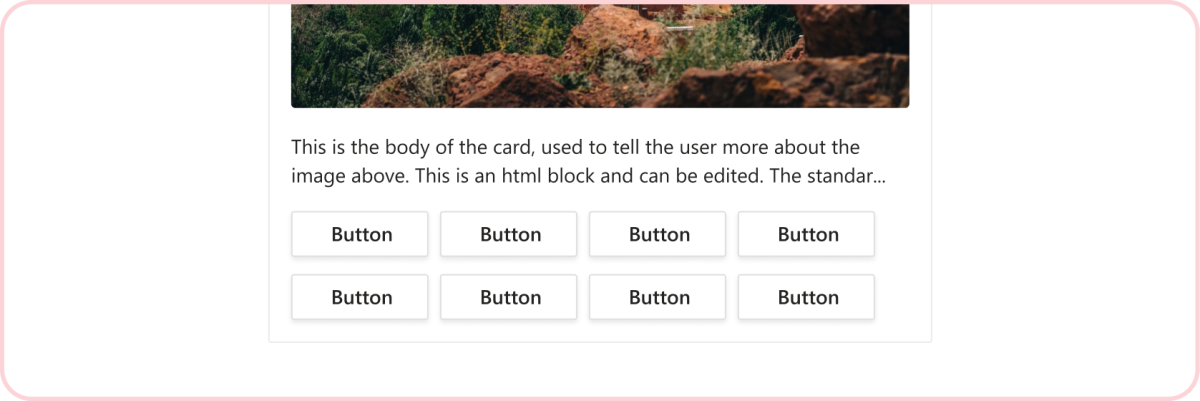 This is the body of the card, used to tell the user more about the
image above. This is an html block and can be edited. The standar...
Button Button Button Button
Button Button Button Button